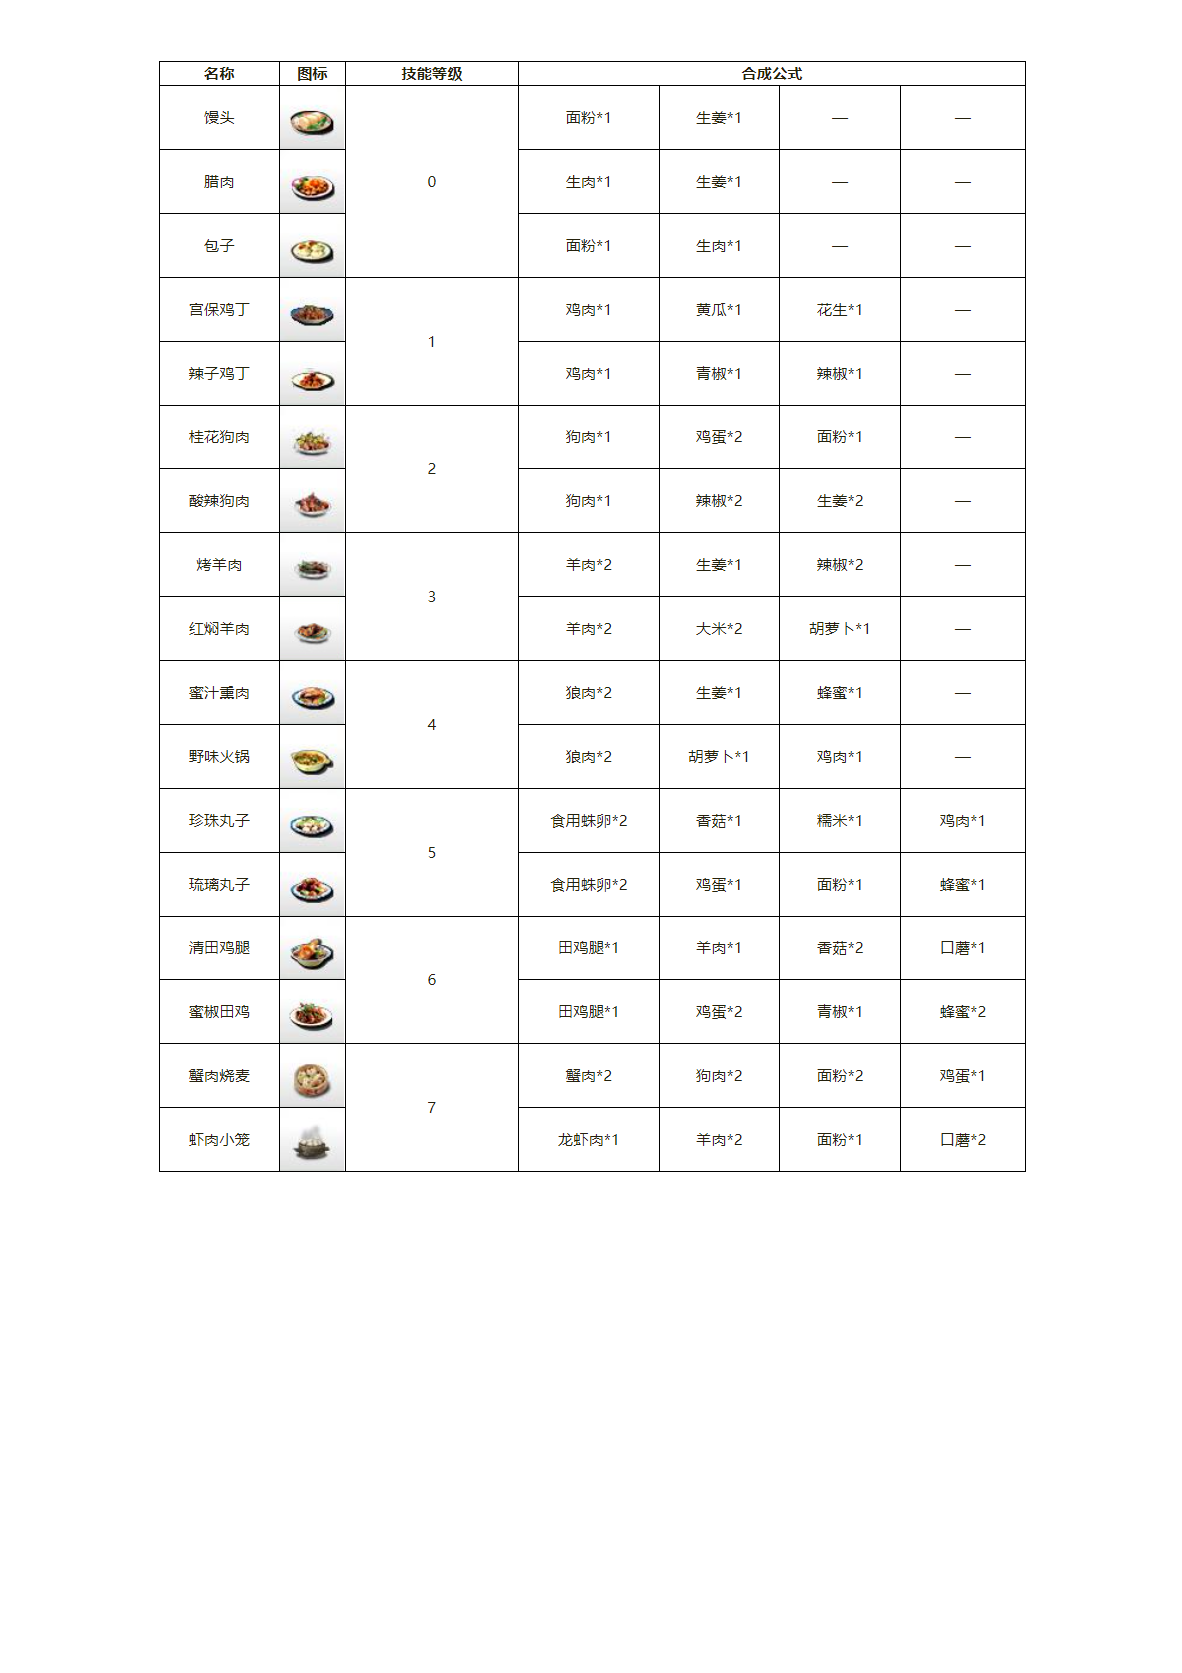 名称 图标 技能等级 合成公式
馒头 0 面粉*1 生姜*1 — —
腊肉 生肉*1 生姜*1 — —
包子 面粉*1 生肉*1 — —
宫保鸡丁 1 鸡肉*1 黄瓜*1 花生*1 —
辣子鸡丁 鸡肉*1 青椒*1 辣椒*1 —
桂花狗肉 2 狗肉*1 鸡蛋*2 面粉*1 —
酸辣狗肉 狗肉*1 辣椒*2 生姜*2 —
烤羊肉 3 羊肉*2 生姜*1 辣椒*2 —
红焖羊肉 羊肉*2 大米*2 胡萝卜*1 —
蜜汁熏肉 4 狼肉*2 生姜*1 蜂蜜*1 —
野味火锅 狼肉*2 胡萝卜*1 鸡肉*1 —
珍珠丸子 5 食用蛛卵*2 香菇*1 糯米*1 鸡肉*1
琉璃丸子 食用蛛卵*2 鸡蛋*1 面粉*1 蜂蜜*1
清田鸡腿 6 田鸡腿*1 羊肉*1 香菇*2 口蘑*1
蜜椒田鸡 田鸡腿*1 鸡蛋*2 青椒*1 蜂蜜*2
蟹肉烧麦 7 蟹肉*2 狗肉*2 面粉*2 鸡蛋*1
虾肉小笼 龙虾肉*1 羊肉*2 面粉*1 口蘑*2